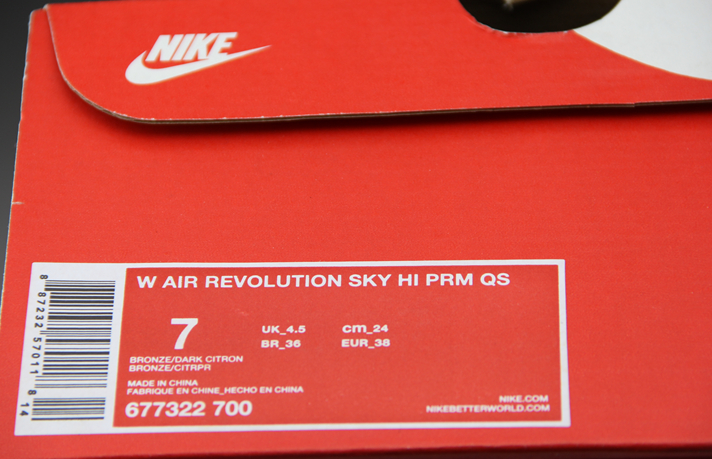 NIKE
W AIR REVOLUTION SKY HI PRM QS
7
UK_4.5 cm_24
BR_36 EUR_38
BRONZE/DARK CITRON
BRONZE/CITRPR
MADE IN CHINA
FABRIQUE EN CHINE_HECHO EN CHINA
677322 700
NIKE.COM
NIKEBETTERWORLD.COM
8 87232 57011 8 14